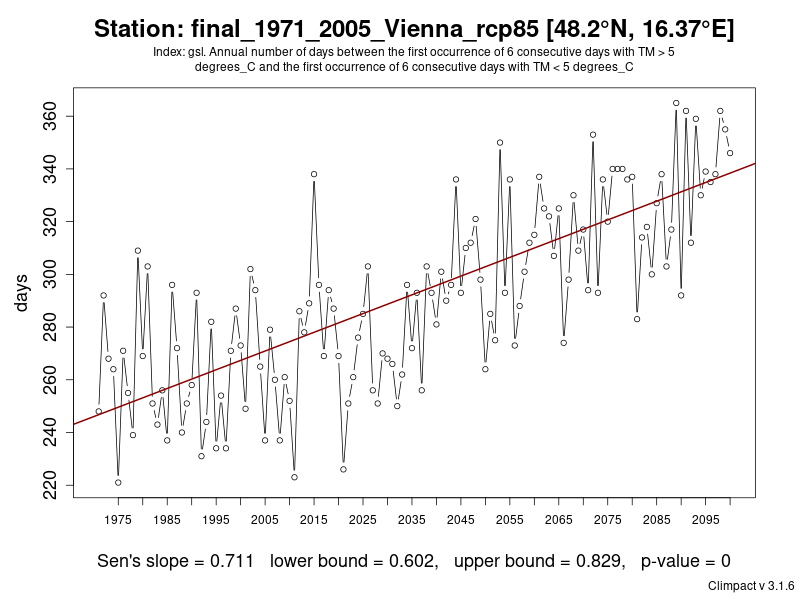 Station: final_1971_2005_Vienna_rcp85 [48.2°N, 16.37°E]
Index: gsl. Annual number of days between the first occurrence of 6 consecutive days with TM > 5
degrees_C and the first occurrence of 6 consecutive days with TM < 5 degrees_C
days
360
340
320
300
280
260
240
220
1975 1985 1995 2005 2015 2025 2035 2045 2055 2065 2075 2085 2095
Sen's slope = 0.711 lower bound = 0.602, upper bound = 0.829, p-value = 0
Climpact v 3.1.6